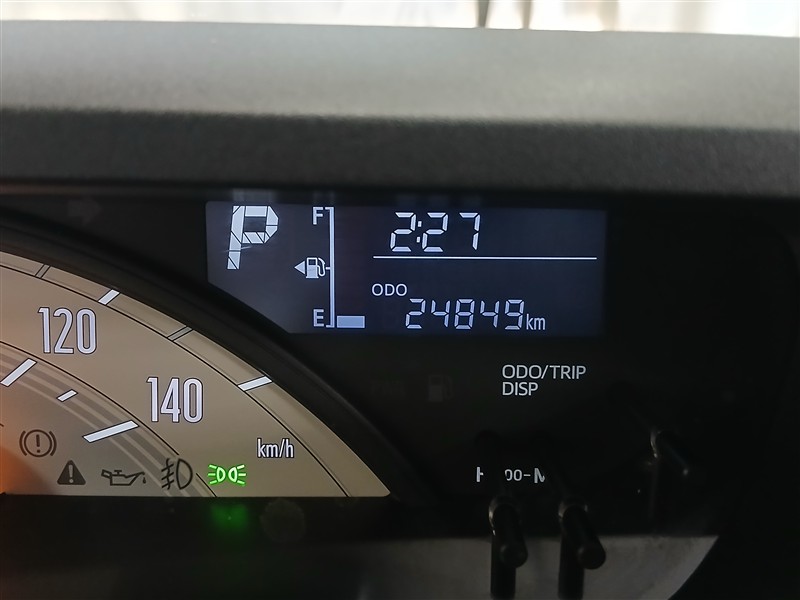 P
F
2:27
ODO
24849km
E
120
140
km/h
ODO/TRIP
DISP